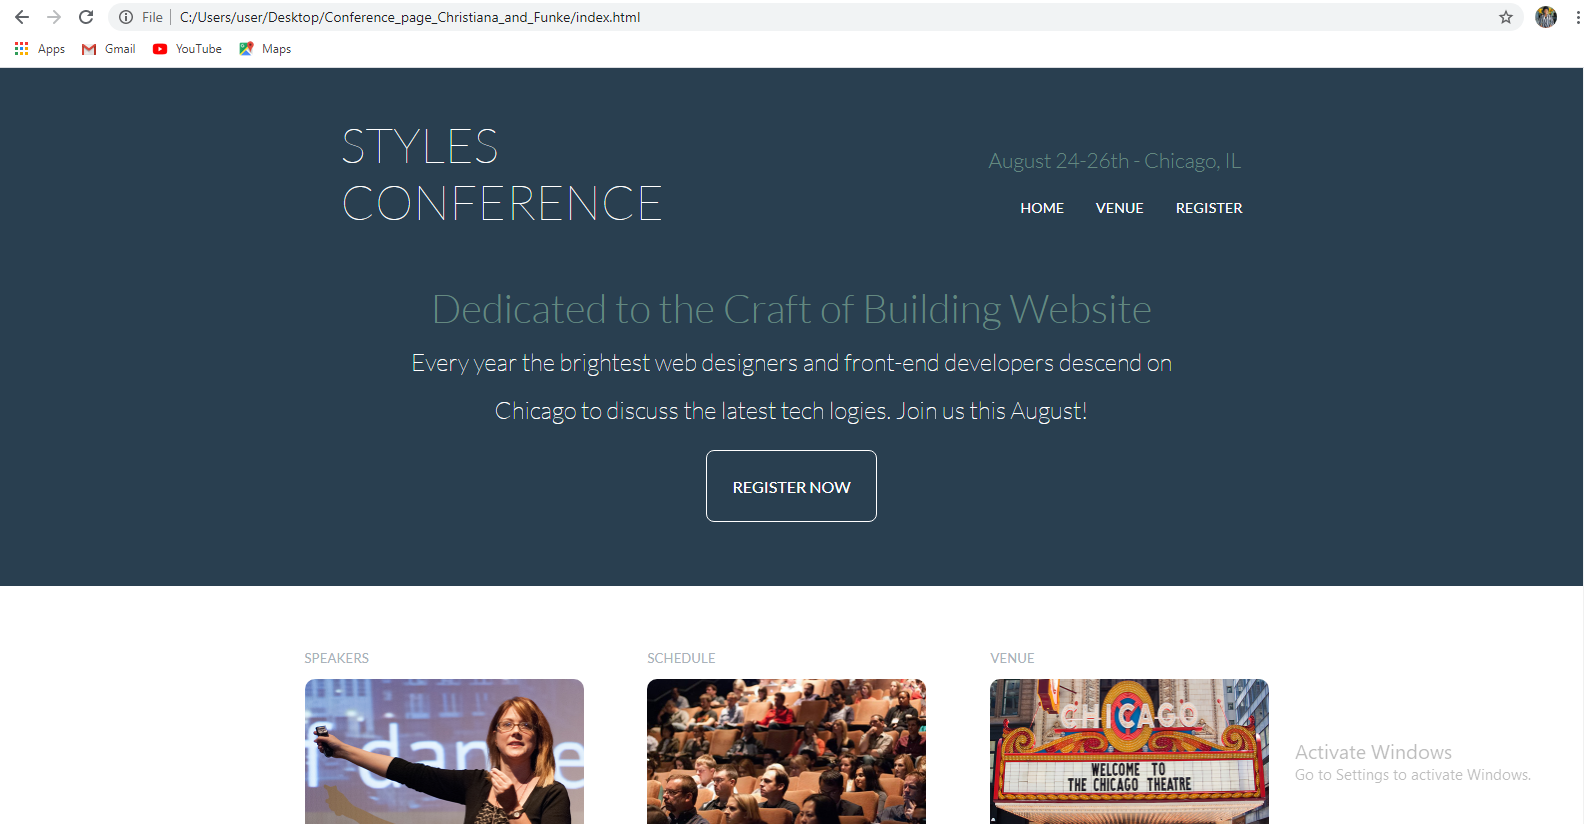 File
C:/Users/user/Desktop/Conference_page_Christiana_and_Funke/index.html
Apps
Gmail
YouTube
Maps
STYLES
CONFERENCE
August 24-26th - Chicago, IL
HOME
VENUE
REGISTER
Dedicated to the Craft of Building Website
Every year the brightest web designers and front-end developers descend on
Chicago to discuss the latest tech logies. Join us this August!
REGISTER NOW
SPEAKERS
SCHEDULE
VENUE
f dance
CHICAGO
WELCOME TO
THE CHICAGO THEATRE
Activate Windows
Go to Settings to activate Windows.